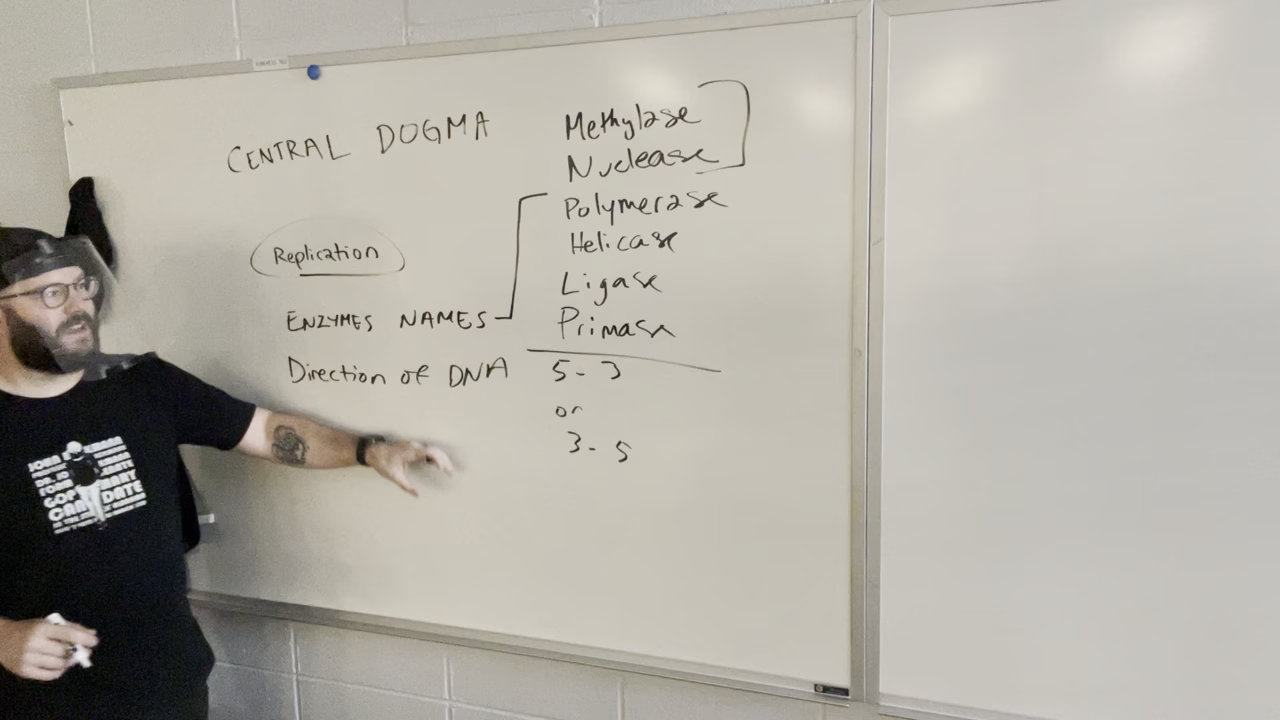 CENTRAL DOGMA
Replication
ENZYMES NAMES
Methylase
Nuclease
Polymerase
Helicase
Ligase
Primase
Direction of DNA
5-3
or
3-5